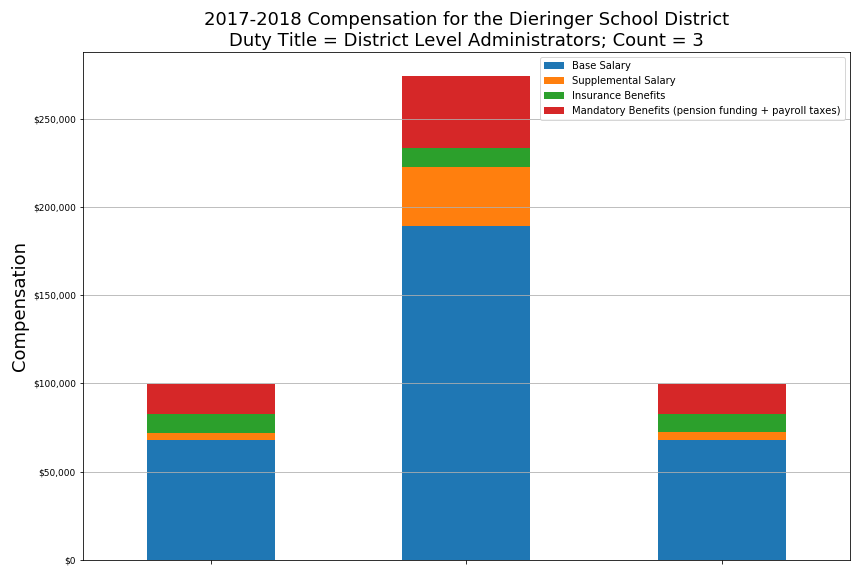 2017-2018 Compensation for the Dieringer School District
Duty Title = District Level Administrators; Count = 3
Base Salary
Supplemental Salary
Insurance Benefits
Mandatory Benefits (pension funding + payroll taxes)
Compensation
$250,000
$200,000
$150,000
$100,000
$50,000
$0